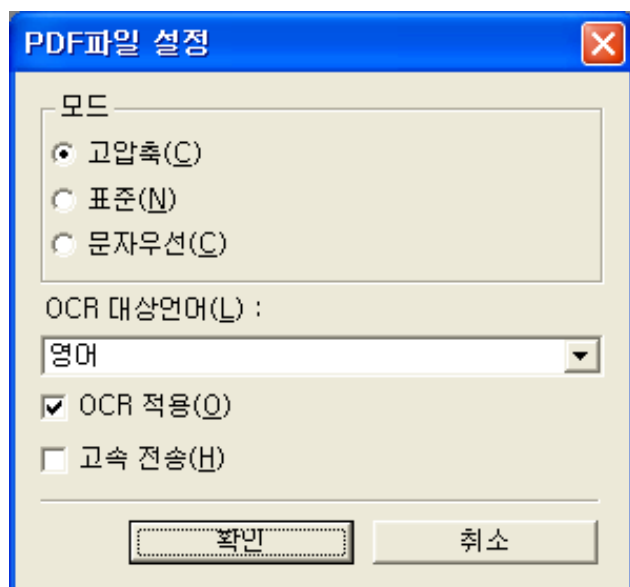 PDF파일 설정
모드
고압축(C)
표준(N)
문자우선(C)
OCR 대상언어(L) :
영어
OCR 적용(O)
고속 전송(H)
확인 취소